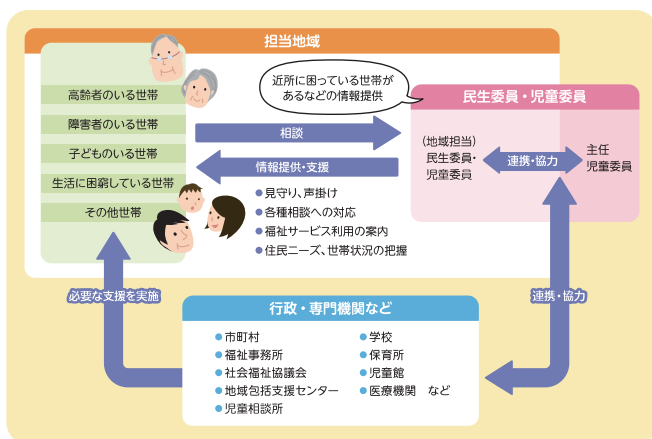 担当地域
高齢者のいる世帯
障害者のいる世帯
子どものいる世帯
生活に困窮している世帯
その他世帯
近所に困っている世帯が
あるなどの情報提供
相談
情報提供・支援
●見守り、声掛け
●各種相談への対応
●福祉サービス利用の案内
●住民ニーズ、世帯状況の把握
民生委員・児童委員
(地域担当)
民生委員・
児童委員
連携・協力
主任
児童委員
必要な支援を実施
連携・協力
行政・専門機関など
●市町村
●福祉事務所
●社会福祉協議会
●地域包括支援センター
●児童相談所
●学校
●保育所
●児童館
●医療機関 など